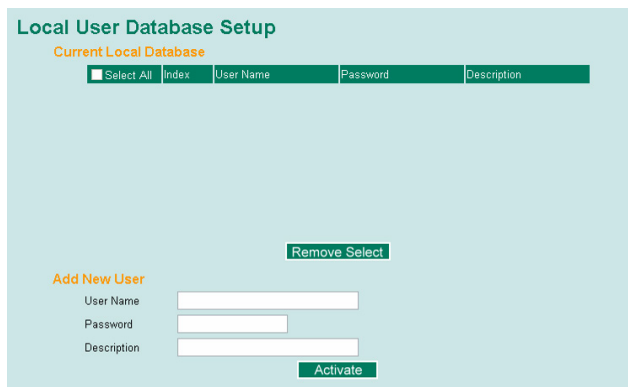 Local User Database Setup
Current Local Database
Select All Index User Name Password Description
Remove Select
Add New User
User Name
Password
Description
Activate